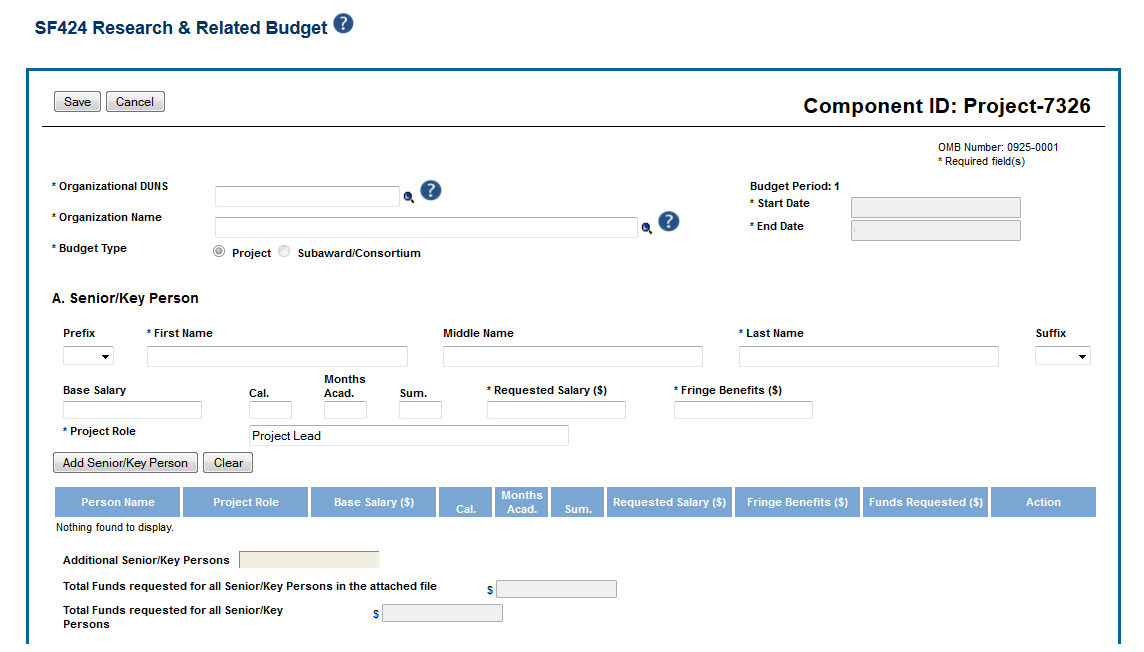 SF424 Research & Related Budget ?
Save Cancel
Component ID: Project-7326
OMB Number: 0925-0001
* Required field(s)
* Organizational DUNS ?
Budget Period: 1
* Start Date
* Organization Name ?
* End Date
* Budget Type Project Subaward/Consortium
A. Senior/Key Person
Prefix * First Name Middle Name * Last Name Suffix
Months
Base Salary Cal. Acad. Sum. * Requested Salary ($) * Fringe Benefits ($)
* Project Role Project Lead
Add Senior/Key Person Clear
Months
Person Name Project Role Base Salary ($) Cal. Acad. Sum. Requested Salary ($) Fringe Benefits ($) Funds Requested ($) Action
Nothing found to display.
Additional Senior/Key Persons
Total Funds requested for all Senior/Key Persons in the attached file $
Total Funds requested for all Senior/Key $
Persons